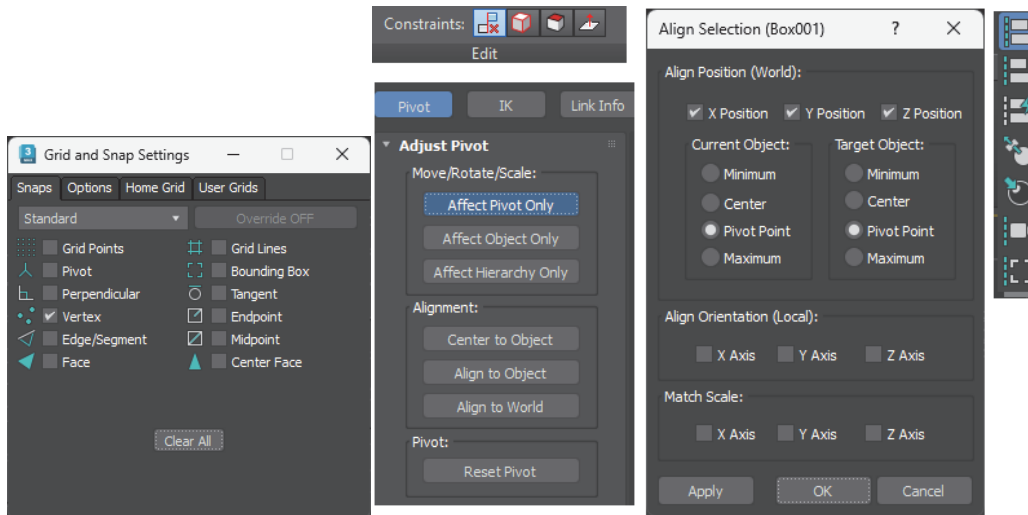 Constraints:
Edit
Grid and Snap Settings
Snaps Options Home Grid User Grids
Standard Override OFF
Grid Points Grid Lines
Pivot Bounding Box
Perpendicular Tangent
Vertex Endpoint
Edge/Segment Midpoint
Face Center Face
Clear All
Pivot IK Link Info
Adjust Pivot
Move/Rotate/Scale:
Affect Pivot Only
Affect Object Only
Affect Hierarchy Only
Alignment:
Center to Object
Align to Object
Align to World
Pivot:
Reset Pivot
Align Selection (Box001) ?
Align Position (World):
X Position Y Position Z Position
Current Object: Target Object:
Minimum Minimum
Center Center
Pivot Point Pivot Point
Maximum Maximum
Align Orientation (Local):
X Axis Y Axis Z Axis
Match Scale:
X Axis Y Axis Z Axis
Apply OK Cancel